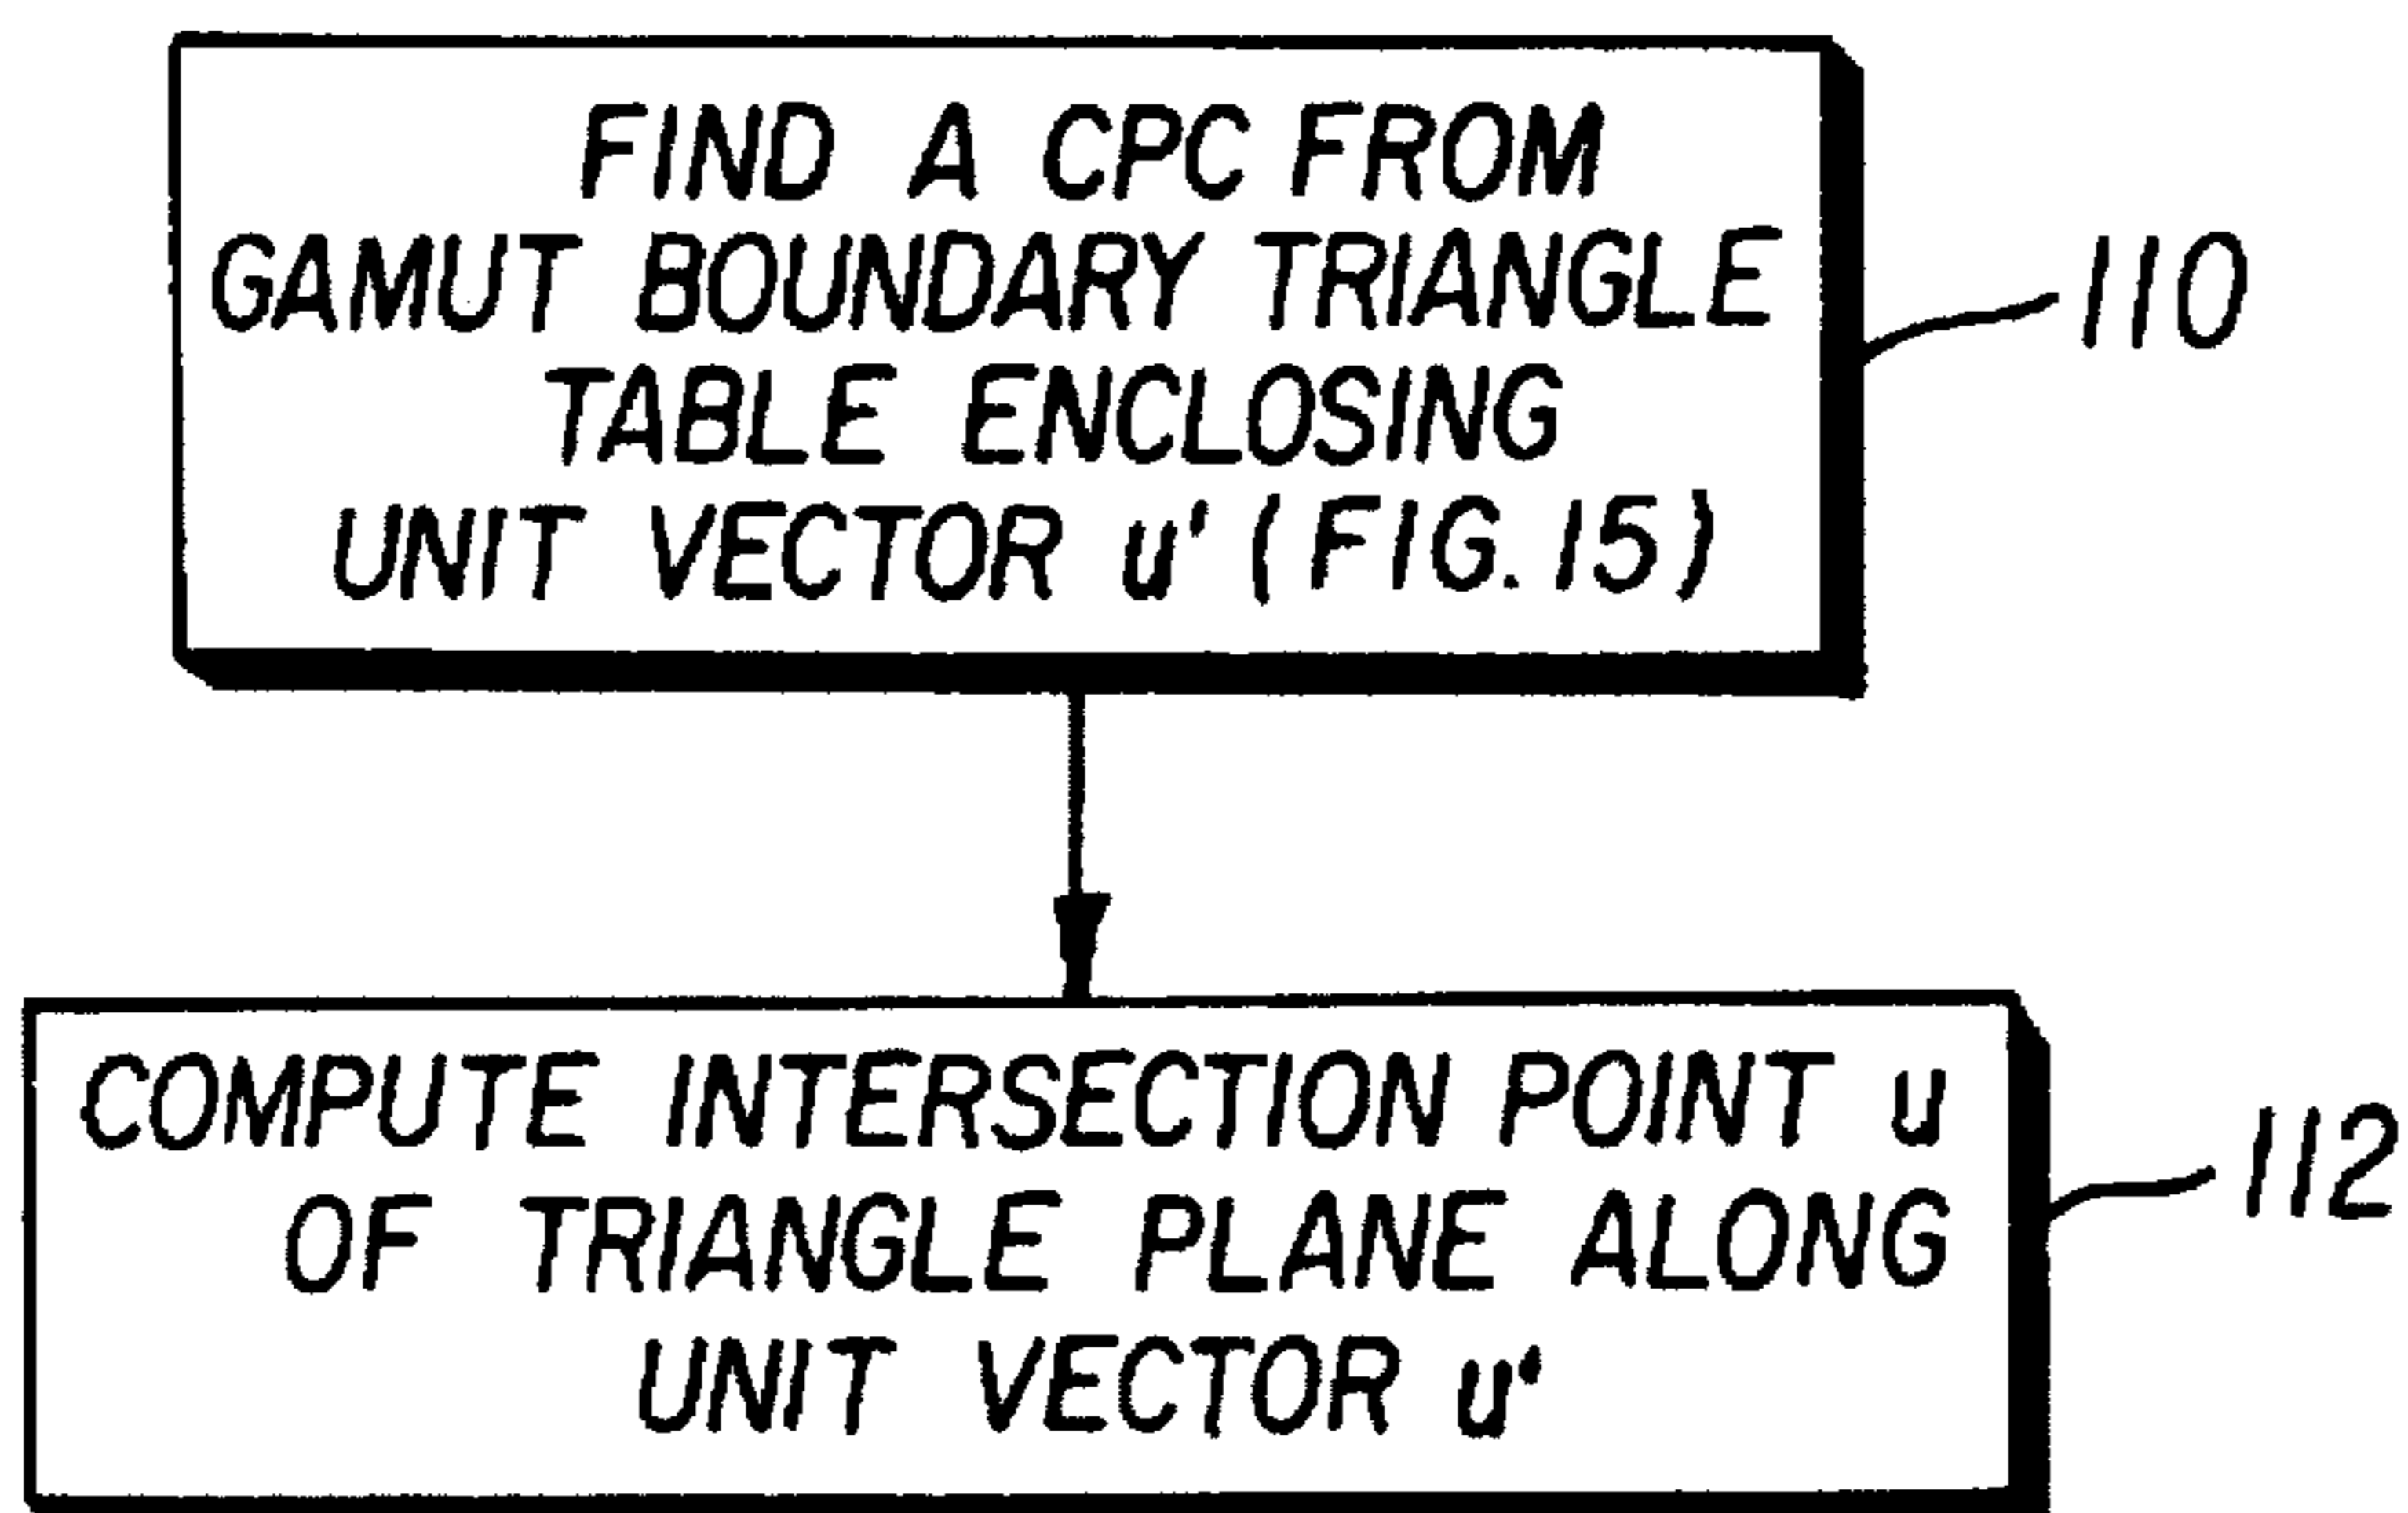 FIND A CPC FROM
GAMUT BOUNDARY TRIANGLE
TABLE ENCLOSING
UNIT VECTOR u' (FIG. 15)
110
COMPUTE INTERSECTION POINT u
OF TRIANGLE PLANE ALONG
UNIT VECTOR u'
112